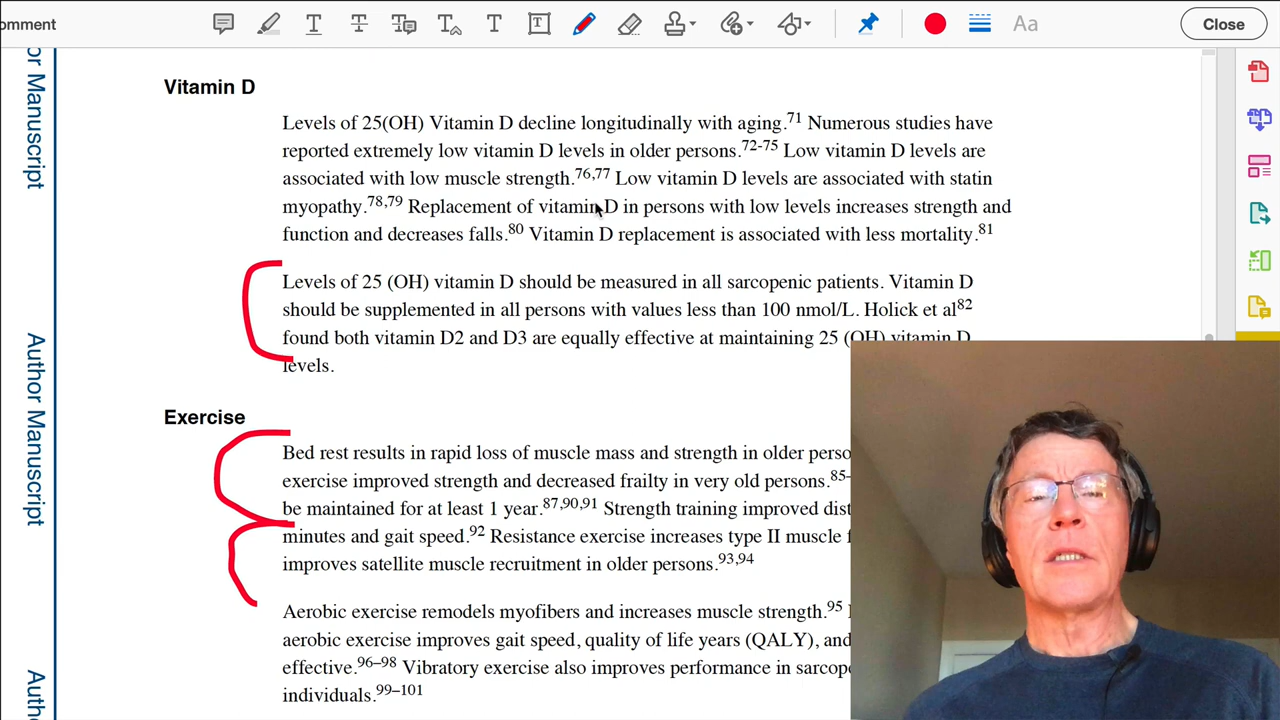 omment
Close
Aa
Author Manuscript
Author Manuscript
Vitamin D
Levels of 25(OH) Vitamin D decline longitudinally with aging.71 Numerous studies have
reported extremely low vitamin D levels in older persons.72-75 Low vitamin D levels are
associated with low muscle strength.76,77 Low vitamin D levels are associated with statin
myopathy.78,79 Replacement of vitamin D in persons with low levels increases strength and
function and decreases falls.80 Vitamin D replacement is associated with less mortality.81
Levels of 25 (OH) vitamin D should be measured in all sarcopenic patients. Vitamin D
should be supplemented in all persons with values less than 100 nmol/L. Holick et al82
found both vitamin D2 and D3 are equally effective at maintaining 25 (OH) vitamin D
levels.
Exercise
Bed rest results in rapid loss of muscle mass and strength in older perso
exercise improved strength and decreased frailty in very old persons.85–
be maintained for at least 1 year.87,90,91 Strength training improved dist
minutes and gait speed.92 Resistance exercise increases type II muscle f
improves satellite muscle recruitment in older persons.93,94
Aerobic exercise remodels myofibers and increases muscle strength.95
aerobic exercise improves gait speed, quality of life years (QALY), and
effective.96–98 Vibratory exercise also improves performance in sarcop
individuals.99–101